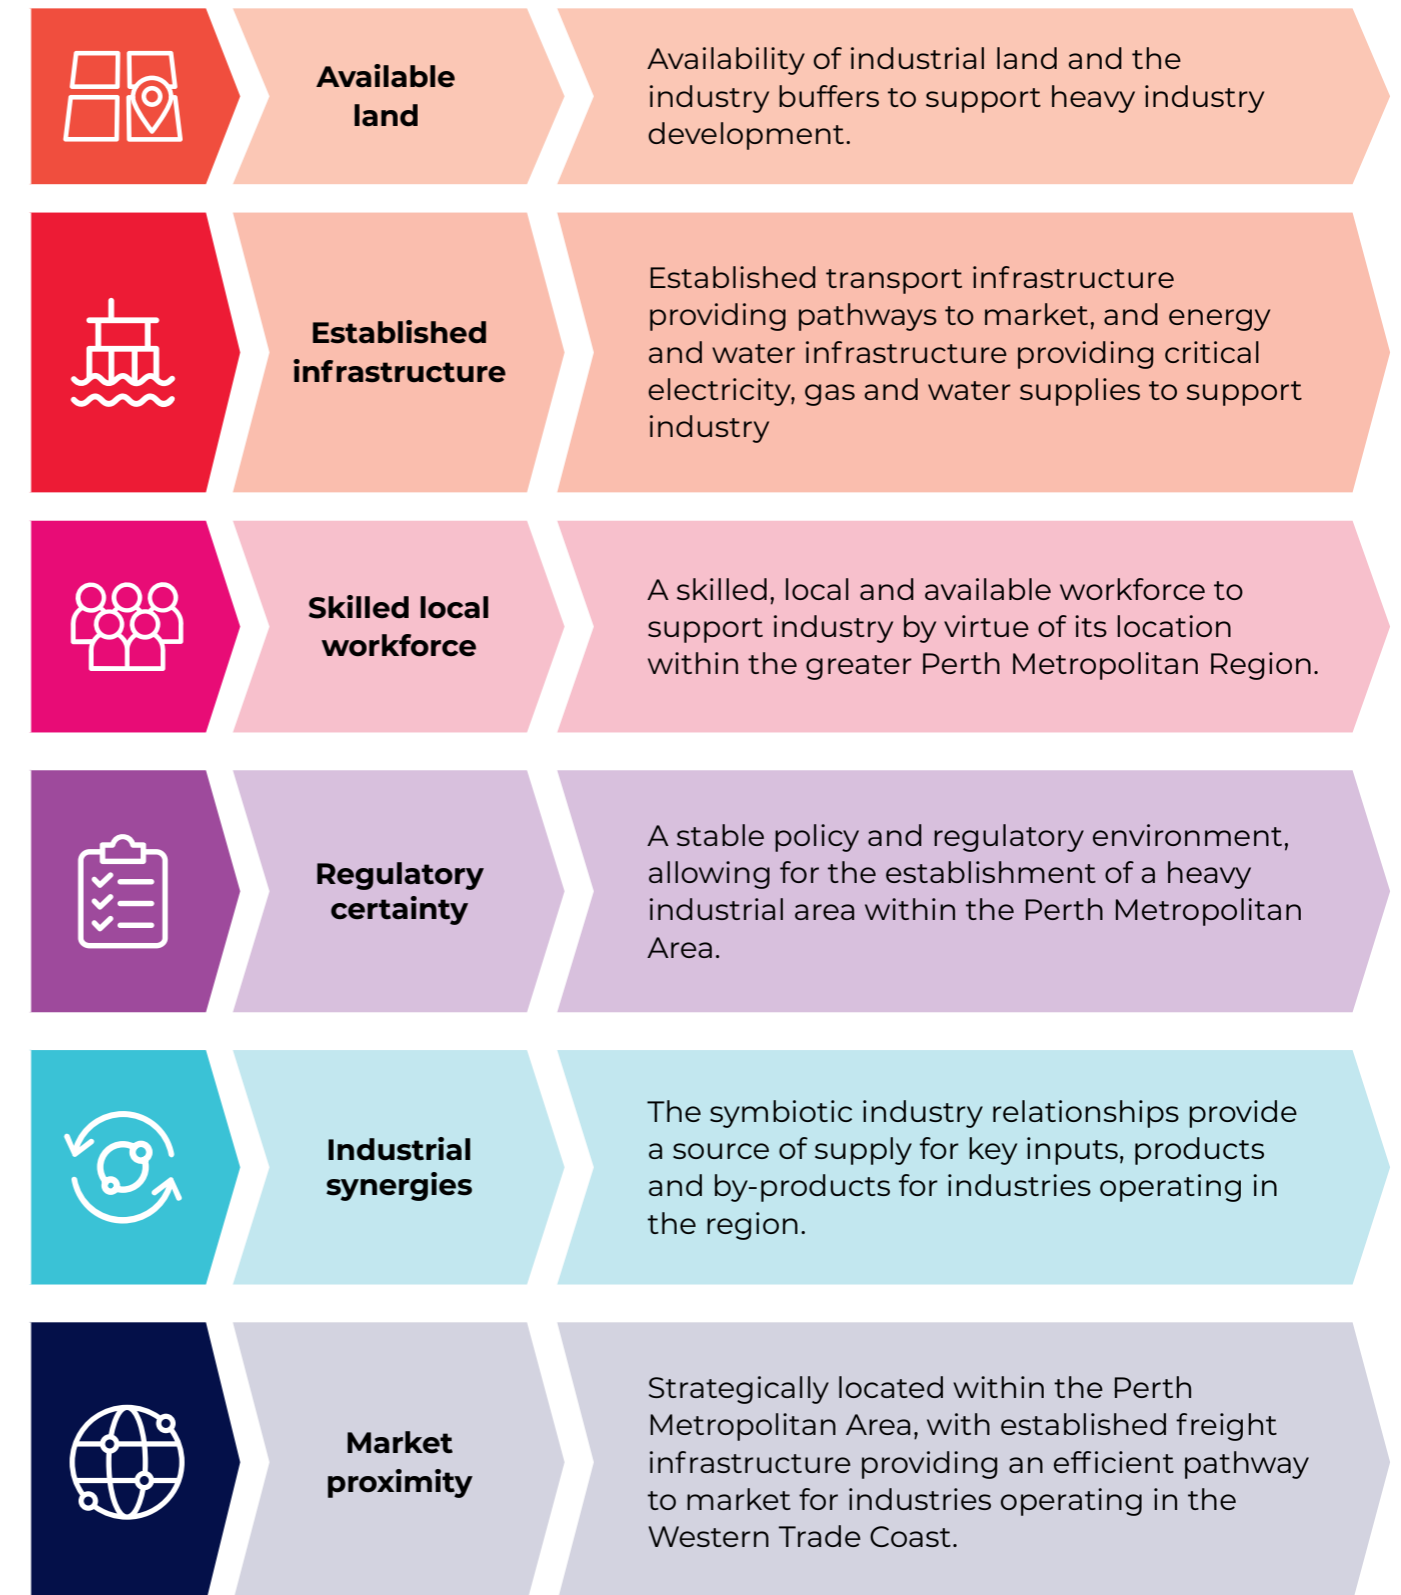 Available
land
Availability of industrial land and the
industry buffers to support heavy industry
development.
Established
infrastructure
Established transport infrastructure
providing pathways to market, and energy
and water infrastructure providing critical
electricity, gas and water supplies to support
industry
Skilled local
workforce
A skilled, local and available workforce to
support industry by virtue of its location
within the greater Perth Metropolitan Region.
Regulatory
certainty
A stable policy and regulatory environment,
allowing for the establishment of a heavy
industrial area within the Perth Metropolitan
Area.
Industrial
synergies
The symbiotic industry relationships provide
a source of supply for key inputs, products
and by-products for industries operating in
the region.
Market
proximity
Strategically located within the Perth
Metropolitan Area, with established freight
infrastructure providing an efficient pathway
to market for industries operating in the
Western Trade Coast.